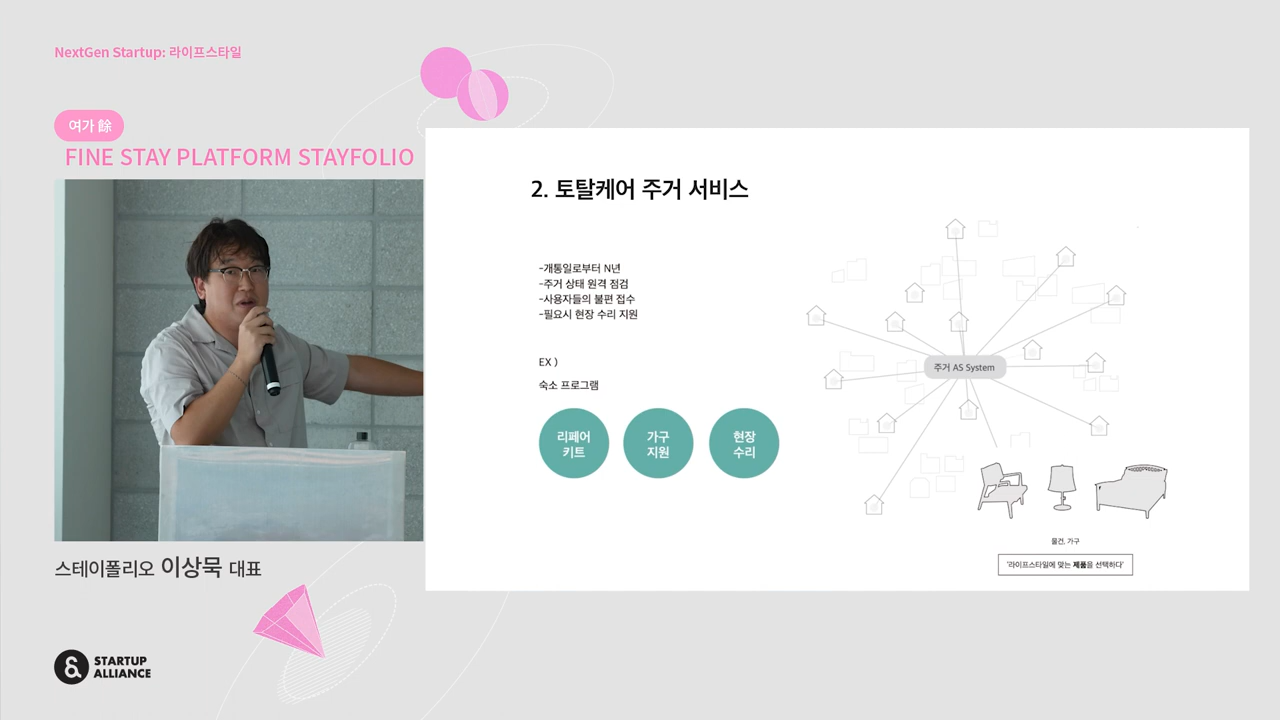 NextGen Startup: 라이프스타일
여가 餘
FINE STAY PLATFORM STAYFOLIO
2. 토탈케어 주거 서비스
-개통일로부터 N년
-주거 상태 원격 점검
-사용자들의 불편 접수
-필요시 현장 수리 지원
EX )
숙소 프로그램
리페어
키트
가구
지원
현장
수리
주거 AS System
물건, 가구
'라이프스타일에 맞는 제품을 선택하다'
스테이폴리오 이상묵 대표
STARTUP
ALLIANCE